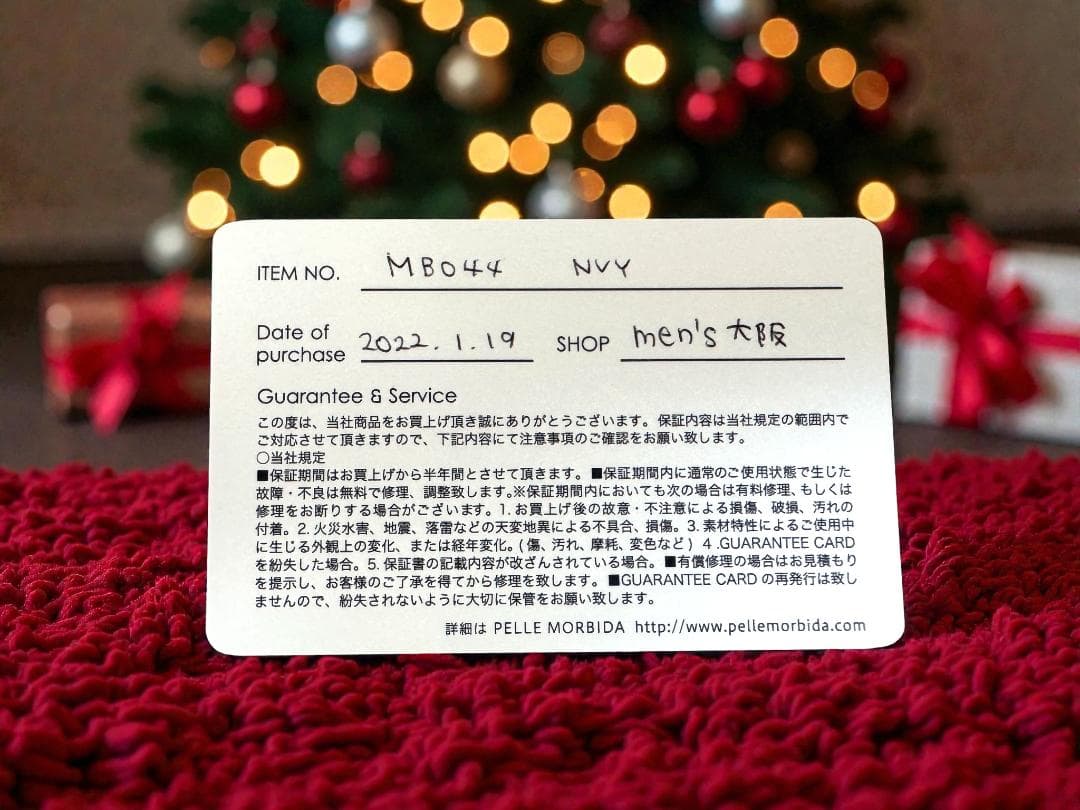 ITEM NO. MB044 NVY
Date of purchase 2022.1.19 SHOP men's大阪
Guarantee & Service
この度は、当社商品をお買上げ頂き誠にありがとうございます。保証内容は当社規定の範囲内で
ご対応させて頂きますので、下記内容にて注意事項のご確認をお願い致します。
○当社規定
■保証期間はお買上げから半年間とさせて頂きます。■保証期間内に通常のご使用状態で生じた
故障・不良は無料で修理、調整致します。※保証期間内においても次の場合は有料修理、もしくは
修理をお断りする場合がございます。1.お買上げ後の故意・不注意による損傷、破損、汚れの
付着。2.火災水害、地震、落雷などの天変地異による不具合、損傷。3.素材特性によるご使用中
に生じる外観上の変化、または経年変化。(傷、汚れ、摩耗、変色など) 4.GUARANTEE CARD
を紛失した場合。5.保証書の記載内容が改ざんされている場合。■有償修理の場合はお見積もり
を提示し、お客様のご了承を得てから修理を致します。■GUARANTEE CARD の再発行は致し
ませんので、紛失されないように大切に保管をお願い致します。
詳細は PELLE MORBIDA http://www.pellemorbida.com